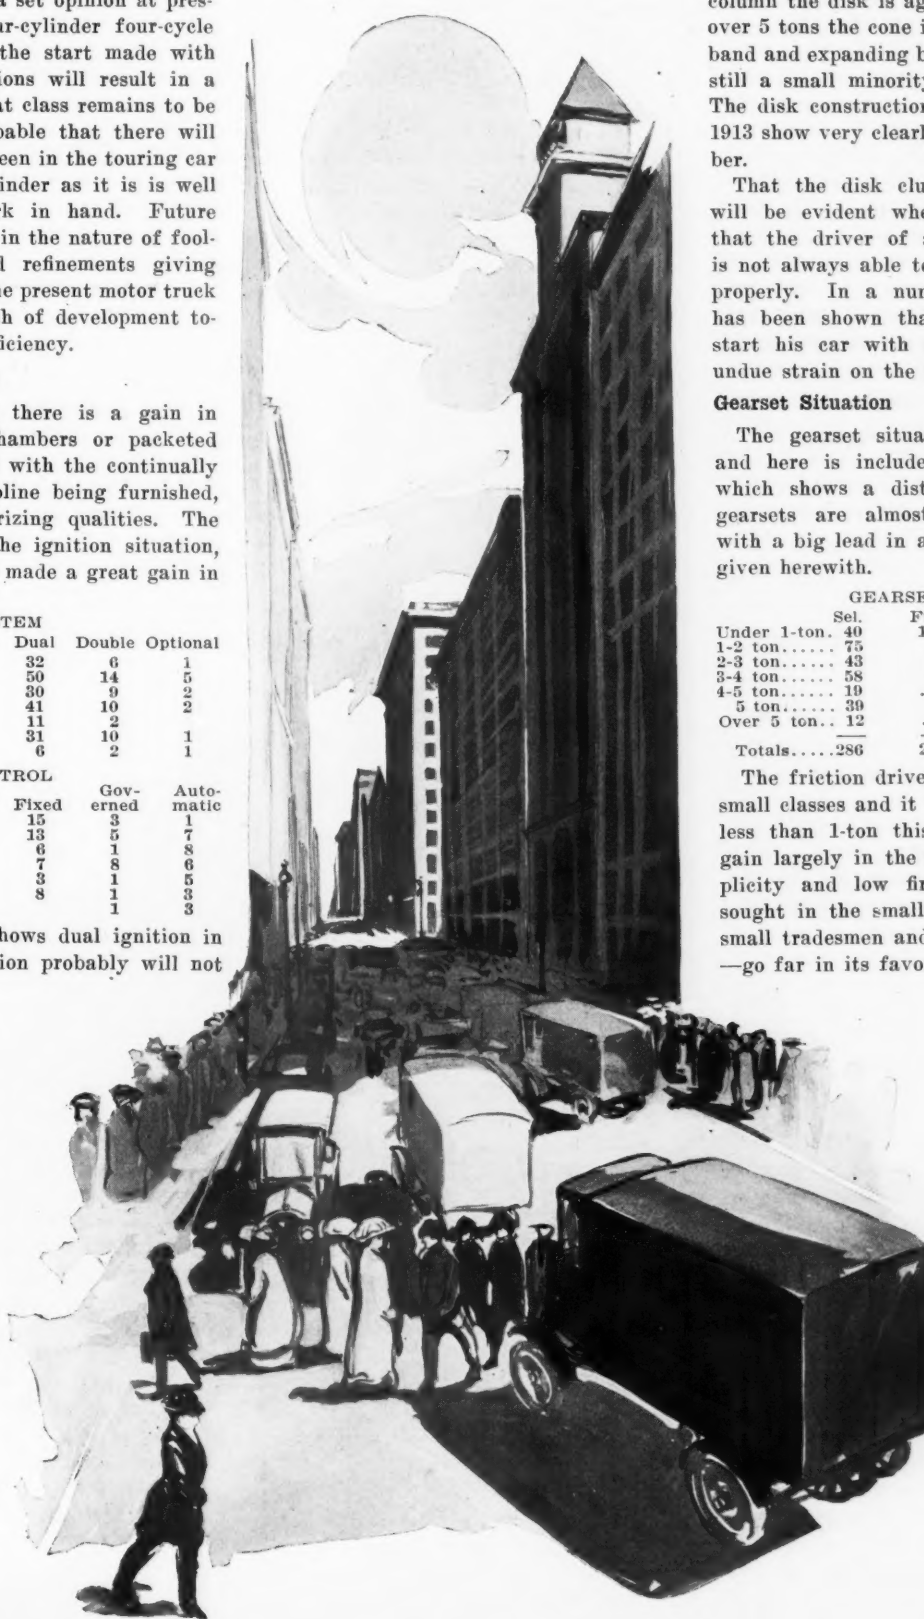 a set opinion at pres-
ur-cylinder four-cycle
the start made with
ions will result in a
at class remains to be
bable that there will
een in the touring car
inder as it is is well
k in hand. Future
in the nature of fool-
l refinements giving
e present motor truck
h of development to-
ficiency.
there is a gain in
hambers or packeted
with the continually
oline being furnished,
rizing qualities. The
he ignition situation,
made a great gain in
TEM
Dual Double Optional
32 6 1
50 14 5
30 9 2
41 10 2
11 2
31 10 1
6 2 1
TROL
Gov- Auto-
Fixed erned matic
15 3 1
13 5 7
6 1 8
7 8 6
3 1 5
8 1 3
1 3
hows dual ignition in
ion probably will not
column the disk is ag
over 5 tons the cone i
band and expanding b
still a small minority
The disk construction
1913 show very clearl
ber.
That the disk clu
will be evident whe
that the driver of
is not always able to
properly. In a nu
has been shown tha
start his car with
undue strain on the
Gearset Situation
The gearset situa
and here is include
which shows a dist
gearsets are almost
with a big lead in a
given herewith.
GEARSE
Sel. F
Under 1-ton. 40 1
1-2 ton...... 75
2-3 ton...... 43
3-4 ton...... 58
4-5 ton...... 19
5 ton...... 39
Over 5 ton.. 12
Totals.....286 2
The friction drive
small classes and it
less than 1-ton this
gain largely in the
plicity and low fir
sought in the small
small tradesmen and
—go far in its favo